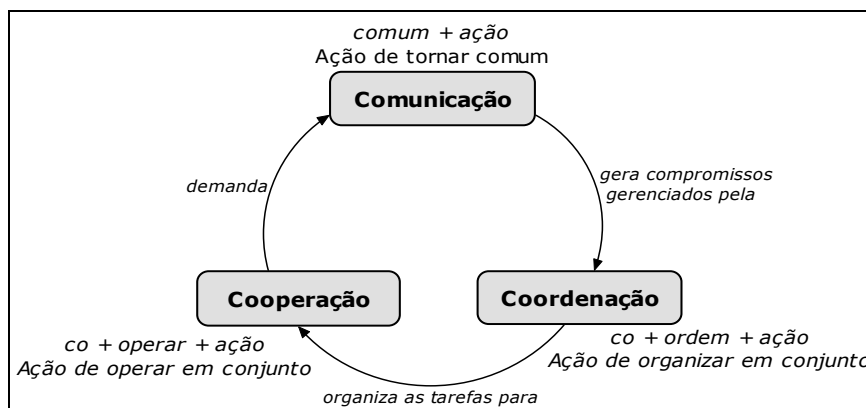 comum + ação
Ação de tornar comum
Comunicação
demanda
gera compromissos
gerenciados pela
Cooperação
Coordenação
co + operar + ação
Ação de operar em conjunto
co + ordem + ação
Ação de organizar em conjunto
organiza as tarefas para